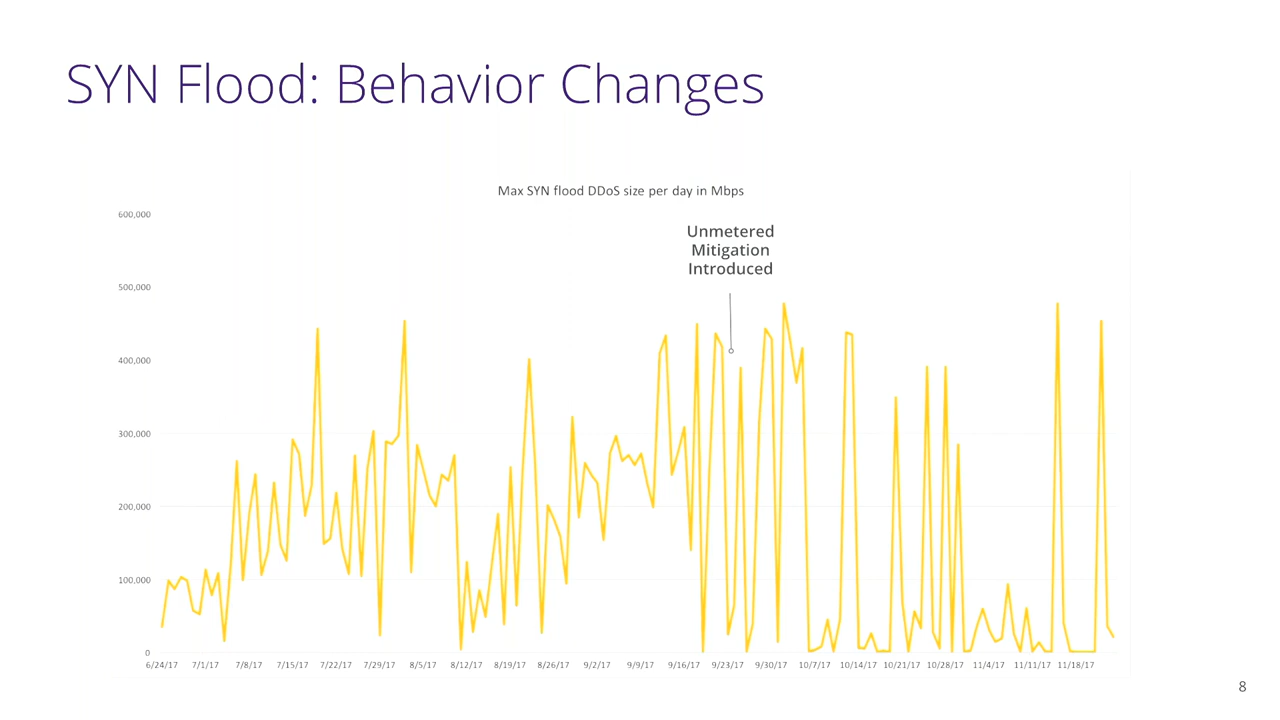 SYN Flood: Behavior Changes
Max SYN flood DDoS size per day in Mbps
600,000
Unmetered
Mitigation
Introduced
500,000
400,000
300,000
200,000
100,000
0
6/24/17 7/1/17 7/8/17 7/15/17 7/22/17 7/29/17 8/5/17 8/12/17 8/19/17 8/26/17 9/2/17 9/9/17 9/16/17 9/23/17 9/30/17 10/7/17 10/14/17 10/21/17 10/28/17 11/4/17 11/11/17 11/18/17
8